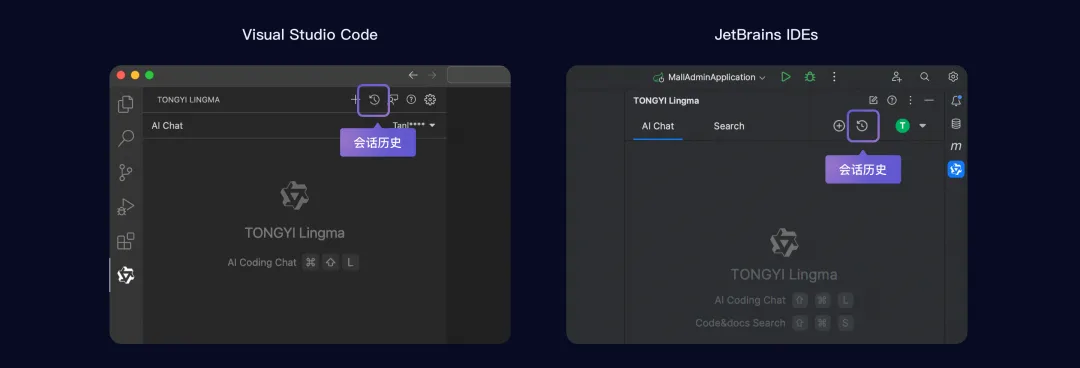 Visual Studio Code
TONGYI LINGMA
AI Chat
Tanl****
会话历史
TONGYI Lingma
AI Coding Chat ⌘ ⇧ L
JetBrains IDEs
MallAdminApplication
TONGYI Lingma
AI Chat Search
T
m
会话历史
TONGYI Lingma
AI Coding Chat ⇧ ⌘ L
Code&docs Search ⇧ ⌘ S